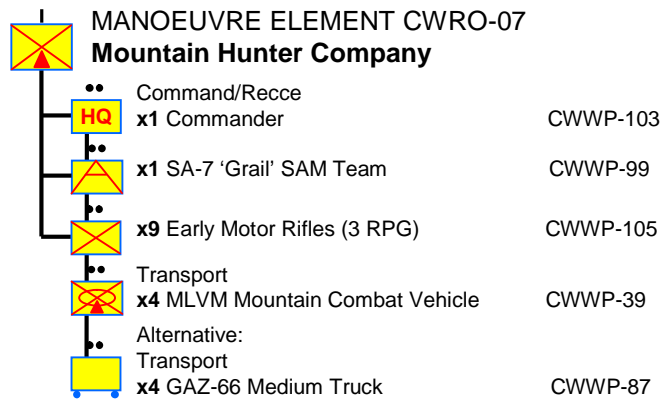 MANOEUVRE ELEMENT CWRO-07
Mountain Hunter Company
Command/Recce
HQ x1 Commander CWWP-103
x1 SA-7 ‘Grail’ SAM Team CWWP-99
x9 Early Motor Rifles (3 RPG) CWWP-105
Transport
x4 MLVM Mountain Combat Vehicle CWWP-39
Alternative:
Transport
x4 GAZ-66 Medium Truck CWWP-87